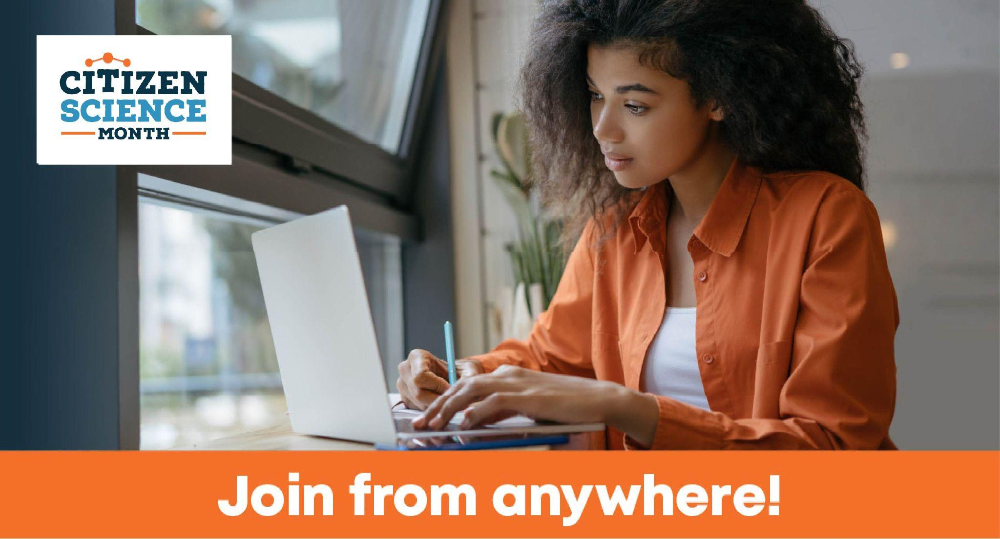 CITIZEN
SCIENCE
MONTH
Join from anywhere!